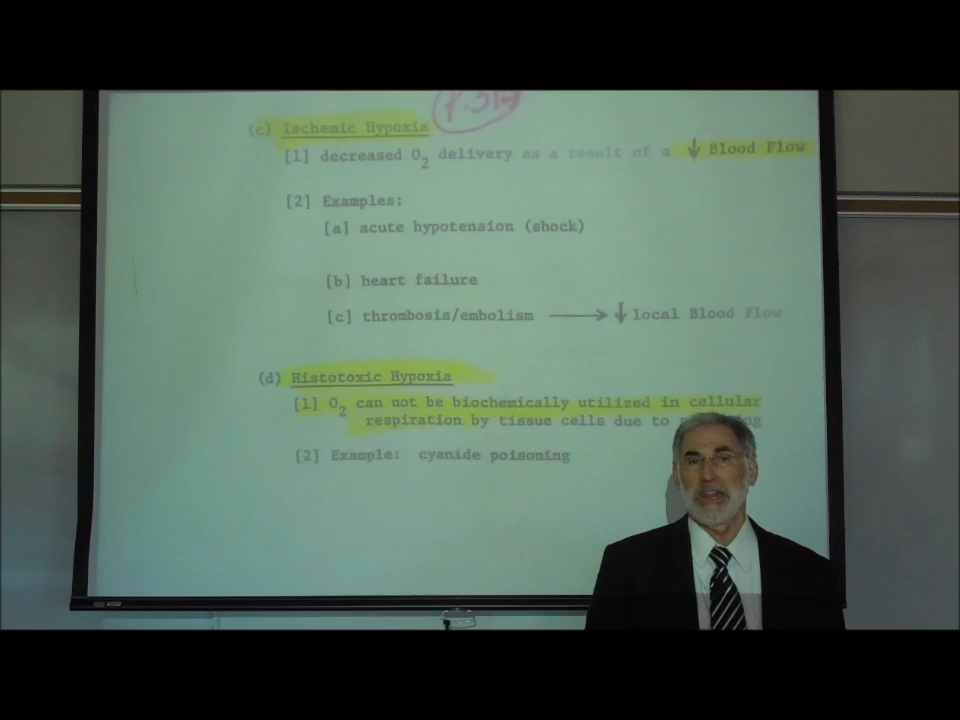 (c) Ischemic Hypoxia
[1] decreased O2 delivery as a result of a ↓ Blood Flow
[2] Examples:
[a] acute hypotension (shock)
[b] heart failure
[c] thrombosis/embolism ⟶ ↓ local Blood Flow
(d) Histotoxic Hypoxia
[1] O2 can not be biochemically utilized in cellular
respiration by tissue cells due to
[2] Example: cyanide poisoning